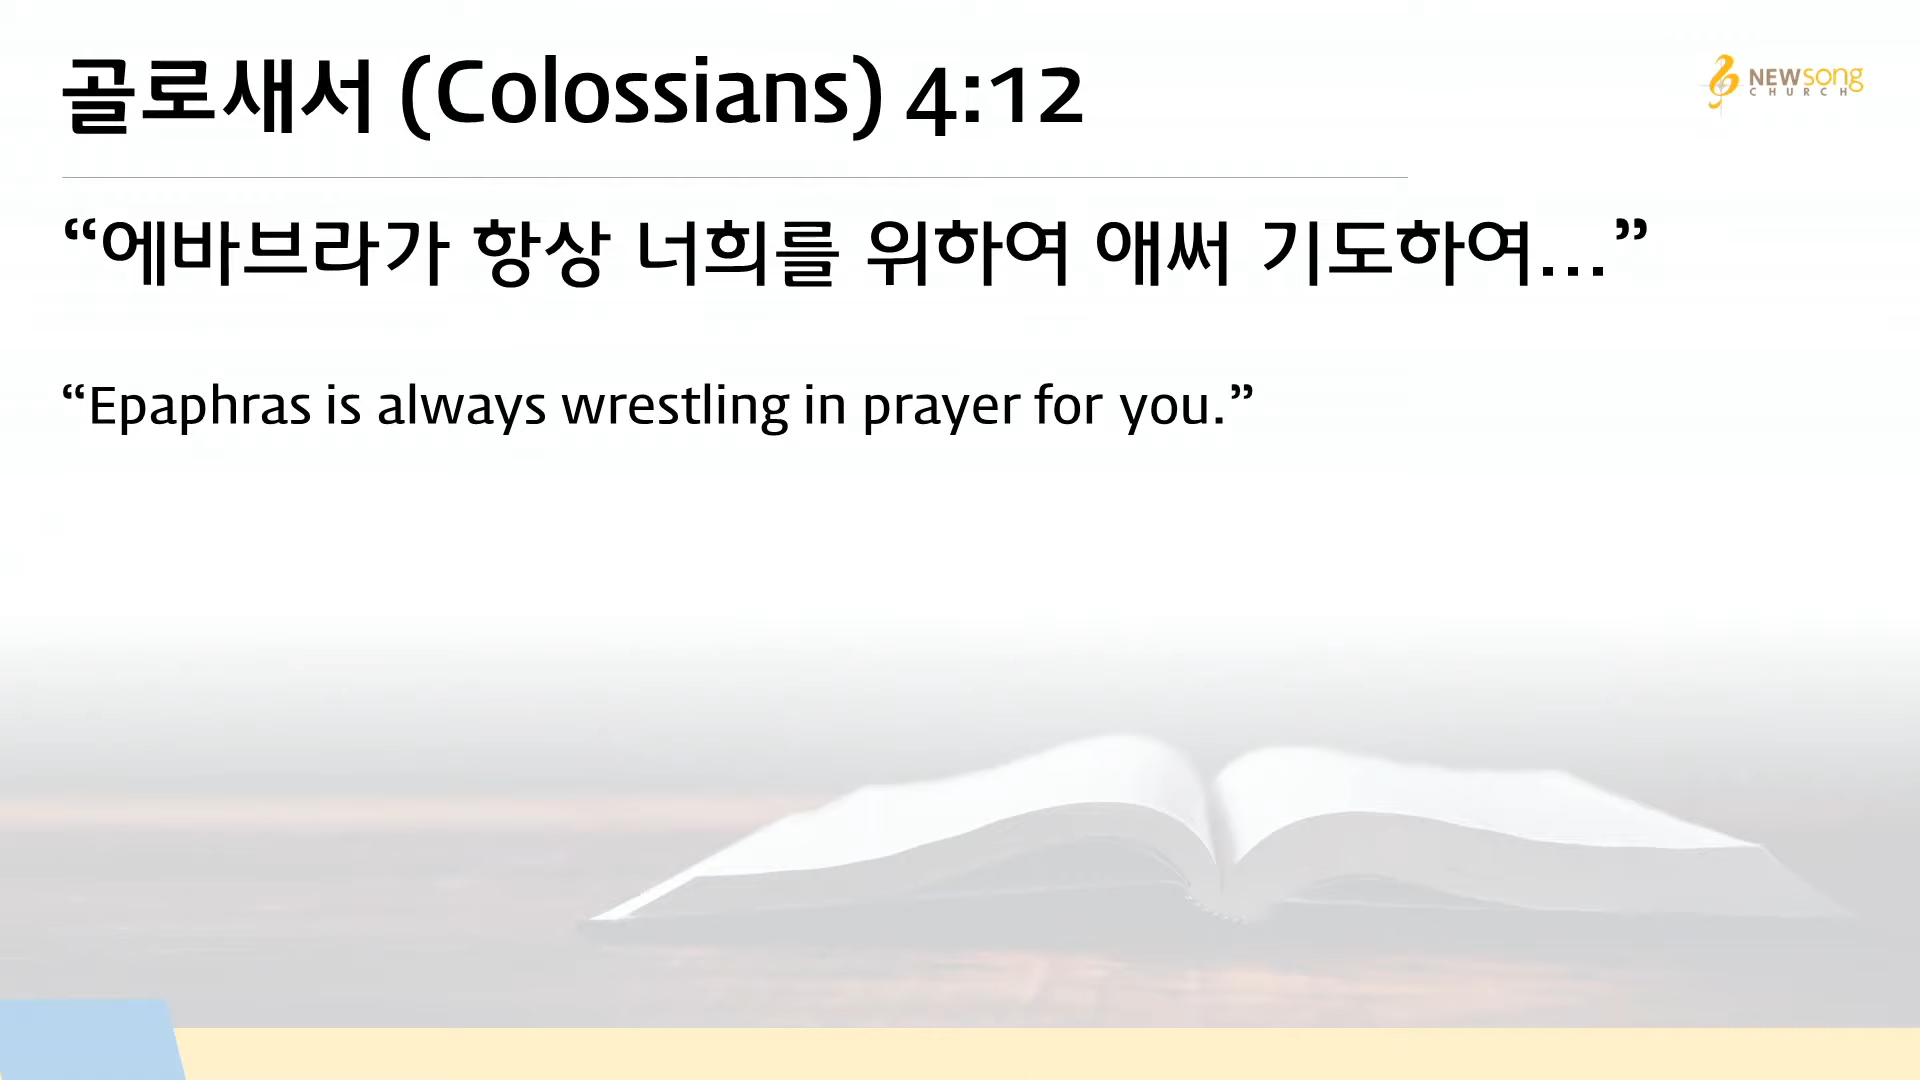 골로새서 (Colossians) 4:12
NEWsong
CHURCH
“에바브라가 항상 너희를 위하여 애써 기도하여...”
“Epaphras is always wrestling in prayer for you.”